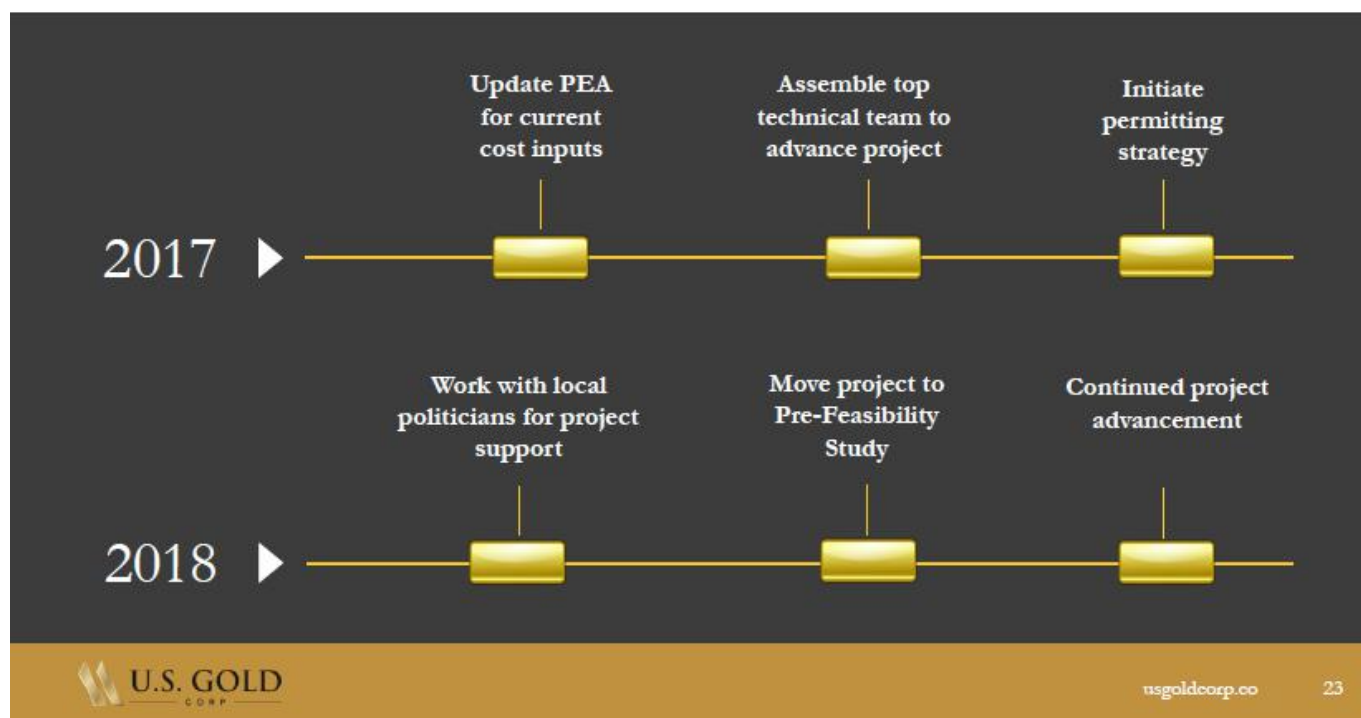 Update PEA
for current
cost inputs
Assemble top
technical team to
advance project
Initiate
permitting
strategy
2017
Work with local
politicians for project
support
Move project to
Pre-Feasibility
Study
Continued project
advancement
2018
U.S. GOLD
CORP
usgoldcorp.co
23